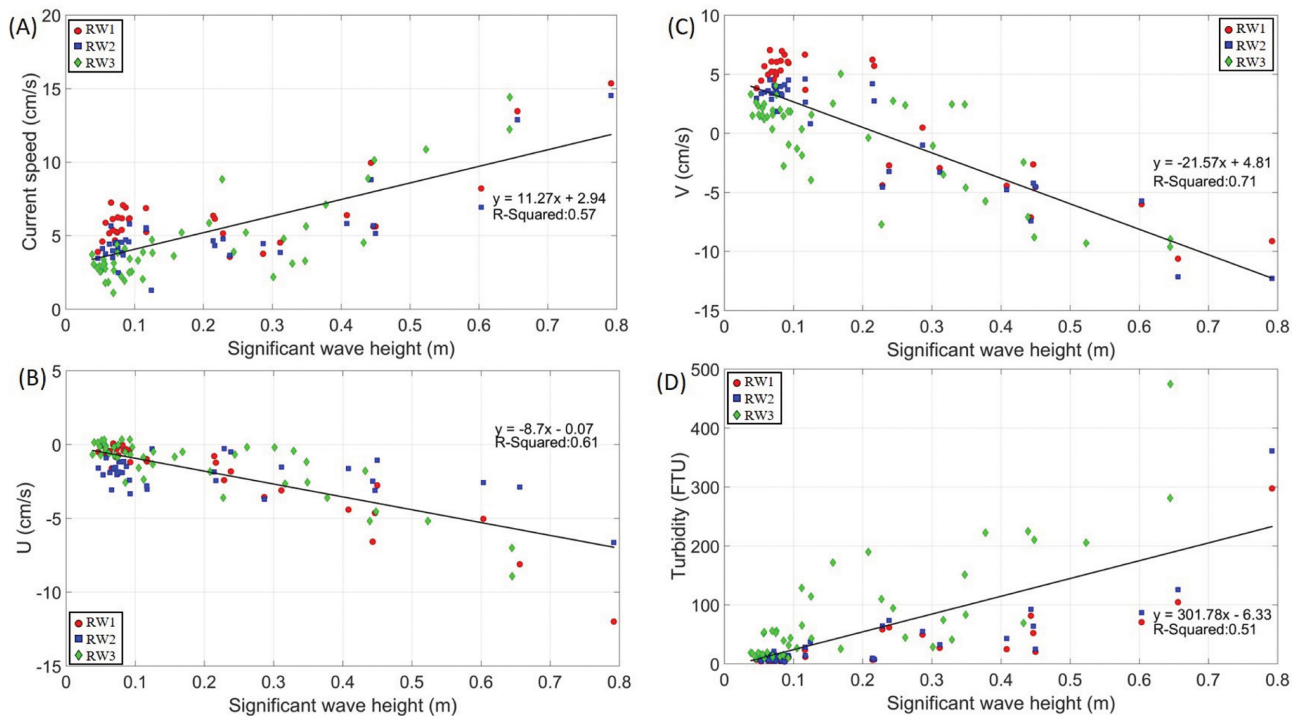 (A)
20
15
10
5
0
Current speed (cm/s)
RW1
RW2
RW3
y = 11.27x + 2.94
R-Squared:0.57
0 0.1 0.2 0.3 0.4 0.5 0.6 0.7 0.8
Significant wave height (m)
(C)
10
5
0
-5
-10
-15
V (cm/s)
RW1
RW2
RW3
y = -21.57x + 4.81
R-Squared:0.71
0 0.1 0.2 0.3 0.4 0.5 0.6 0.7 0.8
Significant wave height (m)
(B)
5
0
-5
-10
-15
U (cm/s)
y = -8.7x - 0.07
R-Squared:0.61
RW1
RW2
RW3
0 0.1 0.2 0.3 0.4 0.5 0.6 0.7 0.8
Significant wave height (m)
(D)
500
400
300
200
100
0
Turbidity (FTU)
RW1
RW2
RW3
y = 301.78x - 6.33
R-Squared:0.51
0 0.1 0.2 0.3 0.4 0.5 0.6 0.7 0.8
Significant wave height (m)